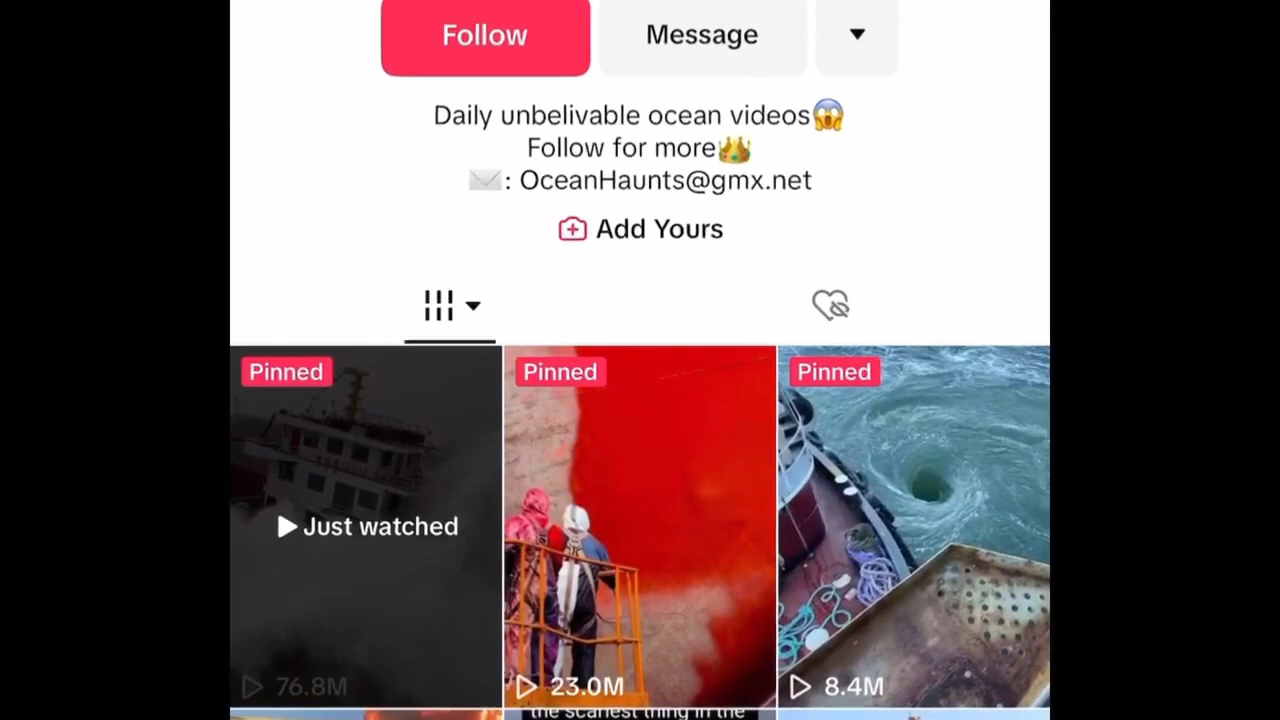 Follow
Message
Daily unbelivable ocean videos😱
Follow for more👑
✉️: OceanHaunts@gmx.net
Add Yours
Pinned
Pinned
Pinned
Just watched
76.8M
23.0M
8.4M
the scariest thing in the